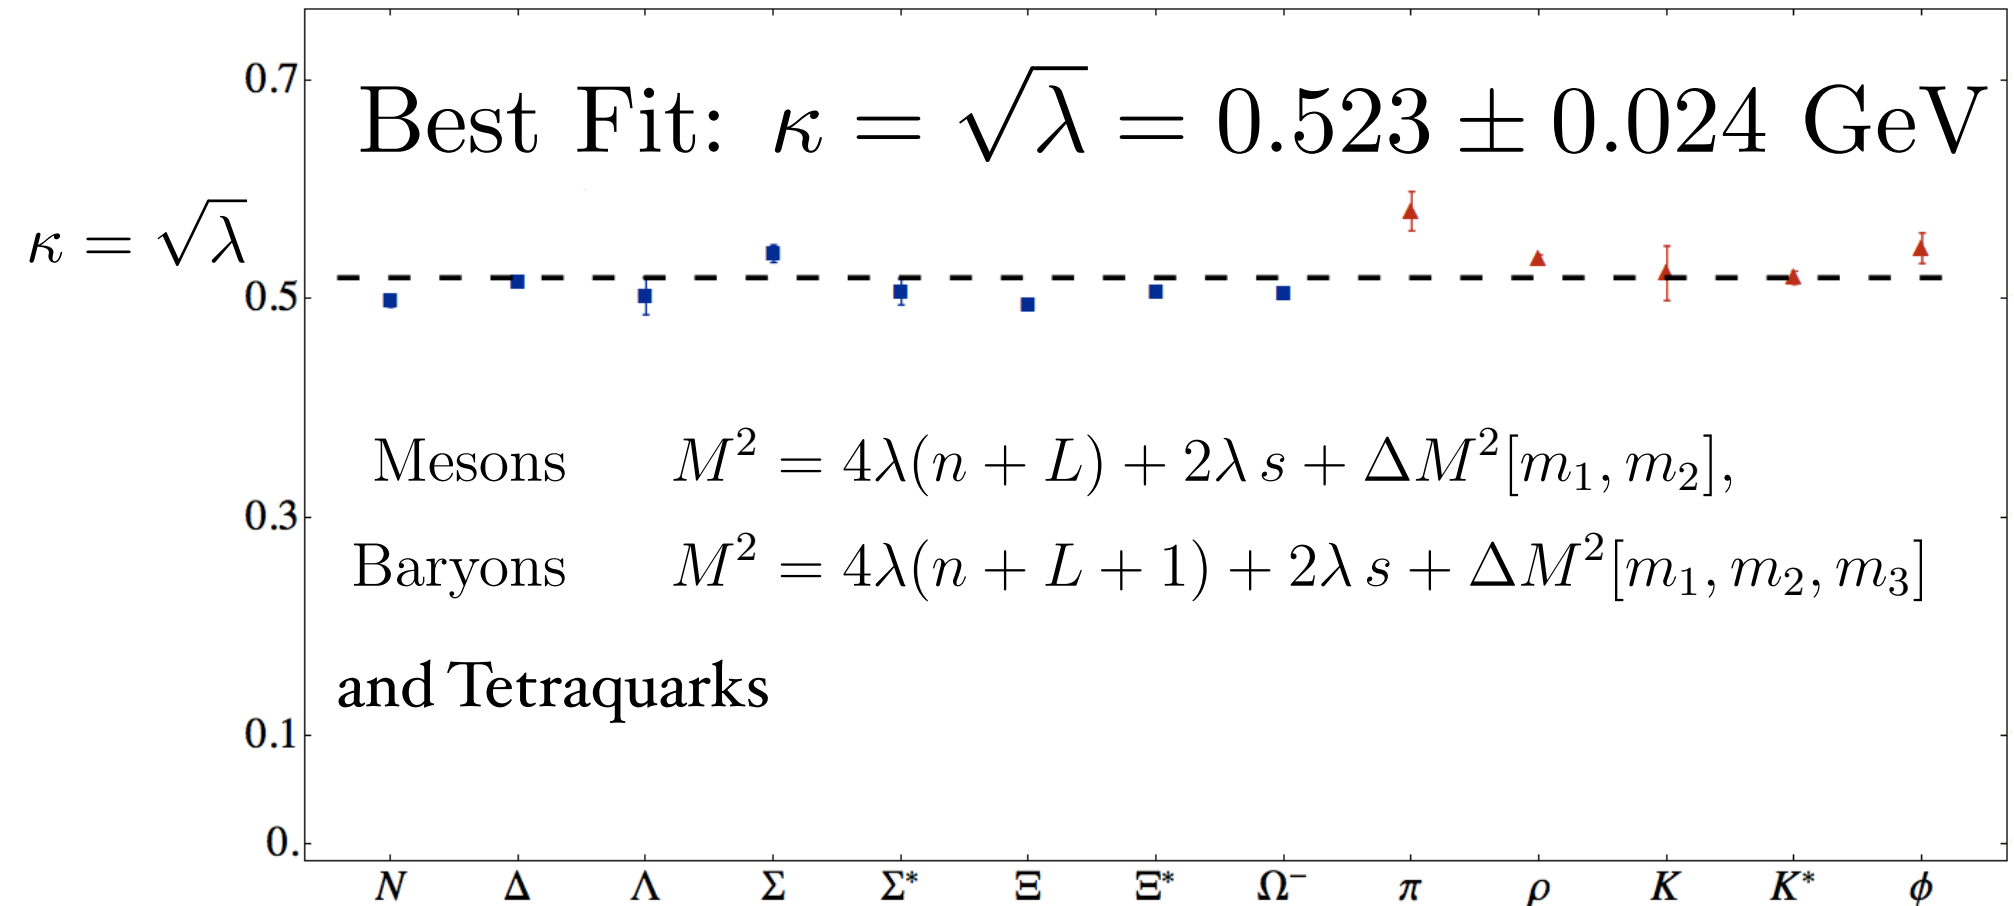 0.7
Best Fit: κ = √λ = 0.523 ± 0.024 GeV
κ = √λ
0.5
Mesons M² = 4λ(n + L) + 2λ s + ΔM²[m₁, m₂],
0.3
Baryons M² = 4λ(n + L + 1) + 2λ s + ΔM²[m₁, m₂, m₃]
and Tetraquarks
0.1
0.
N Δ Λ Σ Σ* Ξ Ξ* Ω⁻ π ρ K K* ϕ